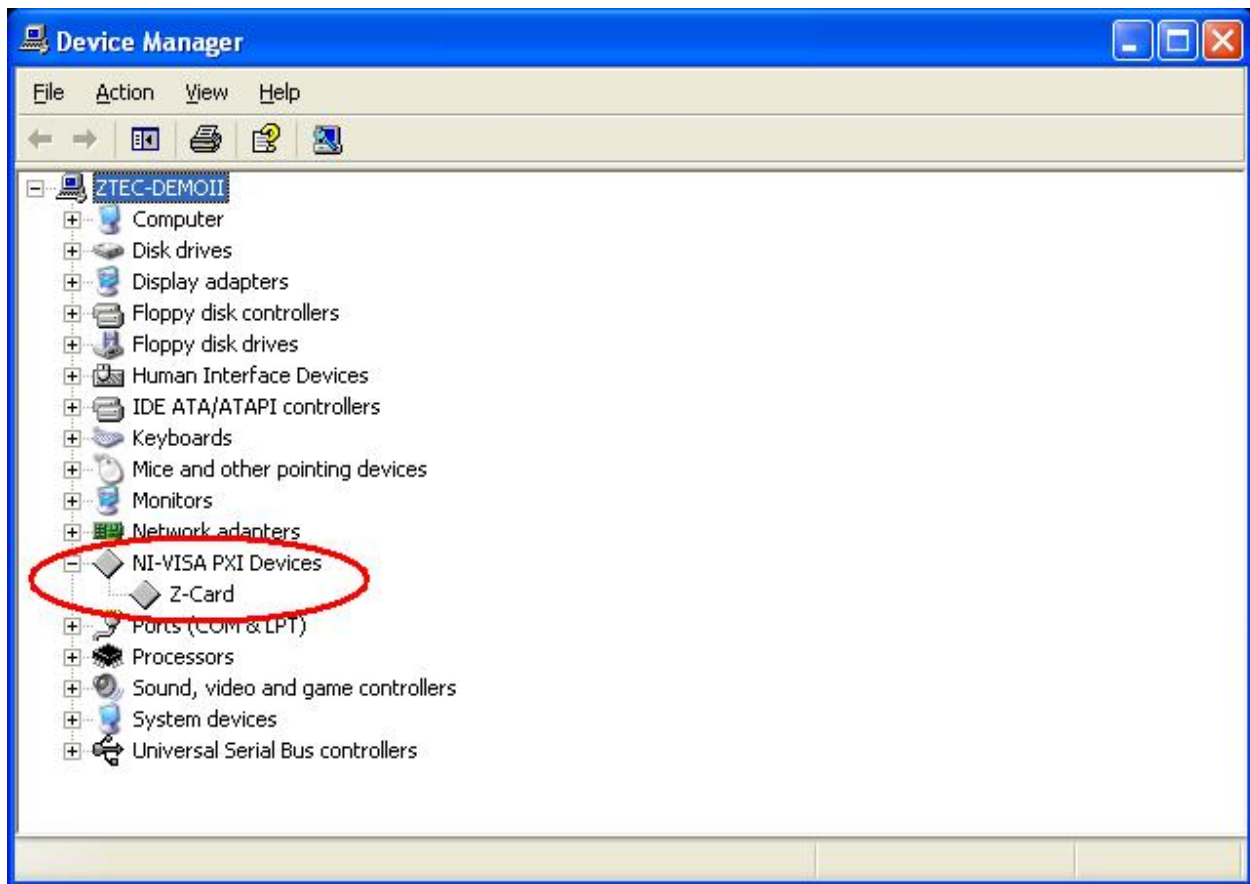 Device Manager
File Action View Help
ZTEC-DEMOII
Computer
Disk drives
Display adapters
Floppy disk controllers
Floppy disk drives
Human Interface Devices
IDE ATA/ATAPI controllers
Keyboards
Mice and other pointing devices
Monitors
Network adapters
NI-VISA PXI Devices
Z-Card
Ports (COM & LPT)
Processors
Sound, video and game controllers
System devices
Universal Serial Bus controllers